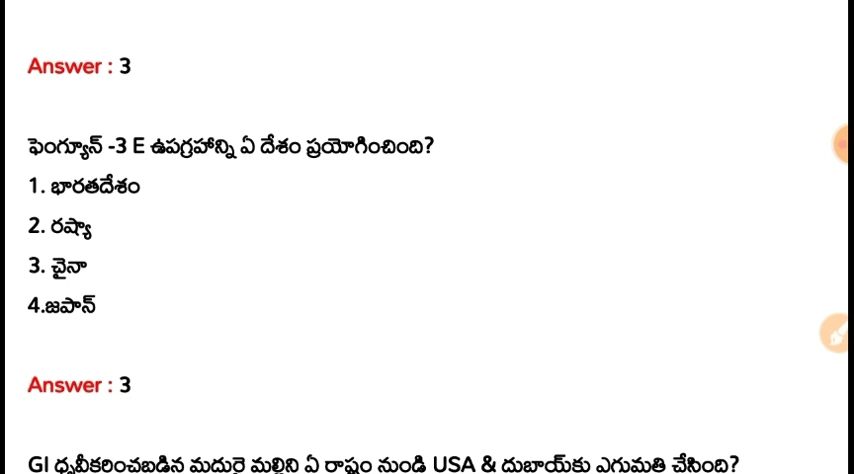 Answer : 3
ఫెంగ్యూన్ -3 E ఉపగ్రహాన్ని ఏ దేశం ప్రయోగించింది?
1. భారతదేశం
2. రష్యా
3. చైనా
4.జపాన్
Answer : 3
GI ధృవీకరించబడిన మదురై మల్లిని ఏ రాష్ట్రం నుండి USA & దుబాయ్‌కు ఎగుమతి చేసింది?